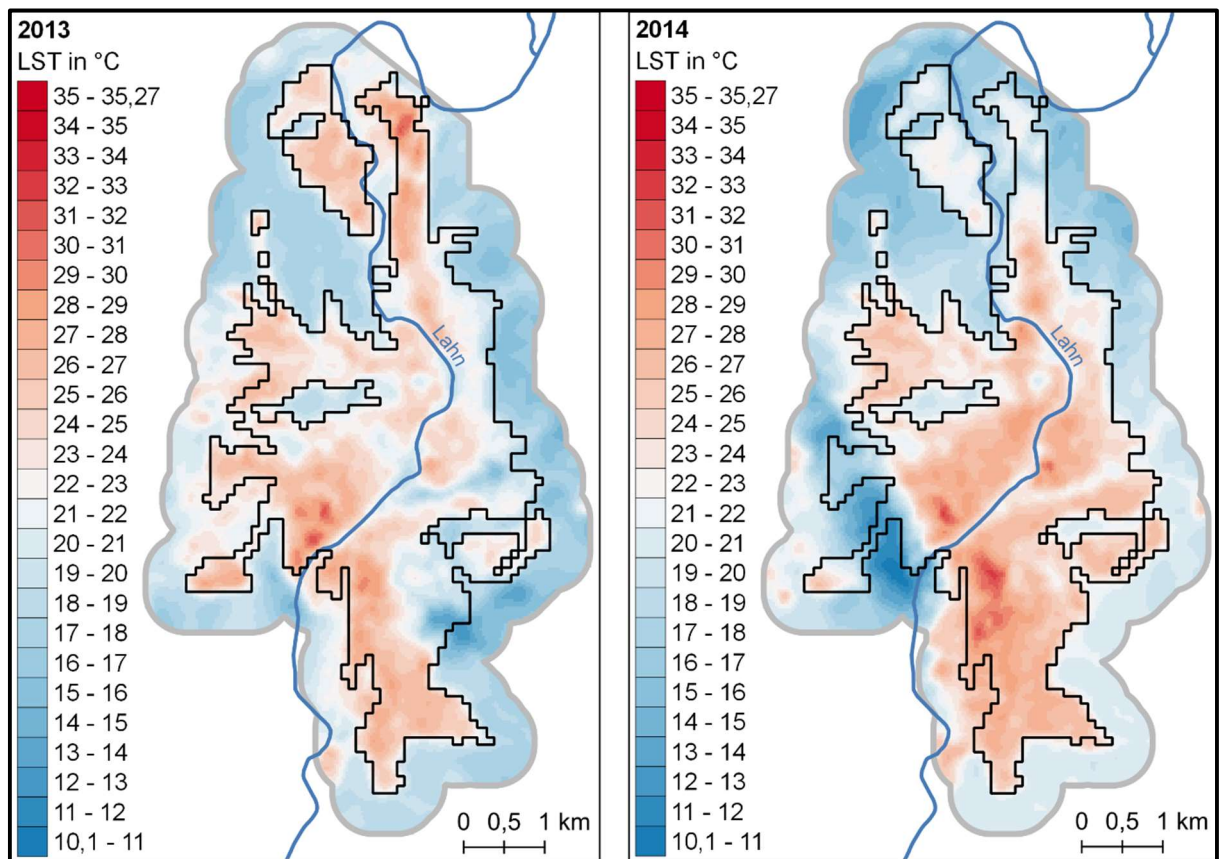 2013
LST in °C
35 - 35,27
34 - 35
33 - 34
32 - 33
31 - 32
30 - 31
29 - 30
28 - 29
27 - 28
26 - 27
25 - 26
24 - 25
23 - 24
22 - 23
21 - 22
20 - 21
19 - 20
18 - 19
17 - 18
16 - 17
15 - 16
14 - 15
13 - 14
12 - 13
11 - 12
10,1 - 11
Lahn
0 0,5 1 km
2014
LST in °C
35 - 35,27
34 - 35
33 - 34
32 - 33
31 - 32
30 - 31
29 - 30
28 - 29
27 - 28
26 - 27
25 - 26
24 - 25
23 - 24
22 - 23
21 - 22
20 - 21
19 - 20
18 - 19
17 - 18
16 - 17
15 - 16
14 - 15
13 - 14
12 - 13
11 - 12
10,1 - 11
Lahn
0 0,5 1 km